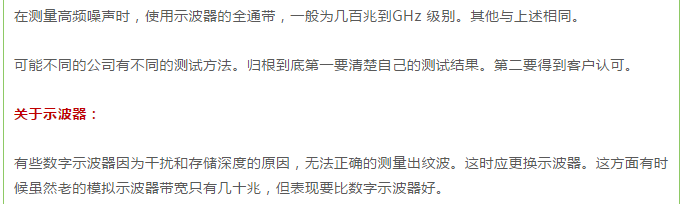 在测量高频噪声时，使用示波器的全通带，一般为几百兆到GHz 级别。其他与上述相同。
可能不同的公司有不同的测试方法。归根到底第一要清楚自己的测试结果。第二要得到客户认可。
关于示波器：
有些数字示波器因为干扰和存储深度的原因，无法正确的测量出纹波。这时应更换示波器。这方面有时
候虽然老的模拟示波器带宽只有几十兆，但表现要比数字示波器好。